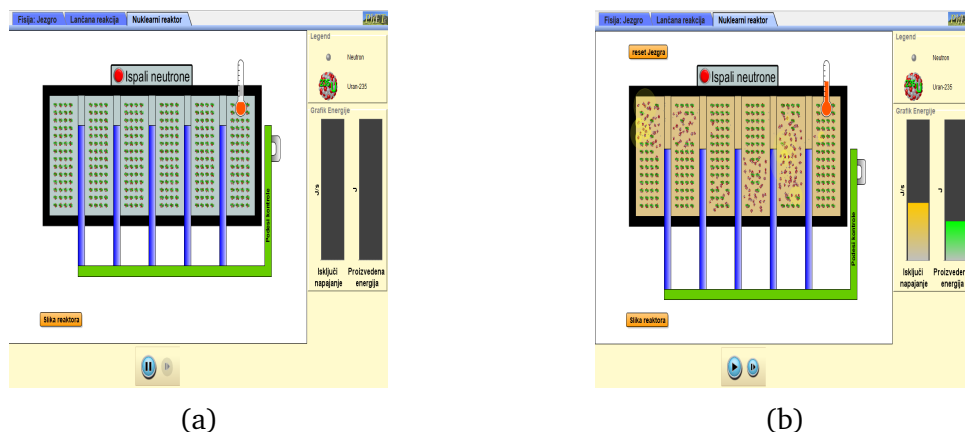 Fisija: Jezgro
Lančana reakcija
Nuklearni reaktor
Legend
Neutron
Uran-235
Ispali neutrone
Grafik Energije
J/s
J
Podesi kontrole
Isključi
napajanje
Proizvedena
energija
Slika reaktora
(a)
Fisija: Jezgro
Lančana reakcija
Nuklearni reaktor
Legend
reset Jezgra
Neutron
Uran-235
Ispali neutrone
Grafik Energije
J/s
J
Podesi kontrole
Isključi
napajanje
Proizvedena
energija
Slika reaktora
(b)